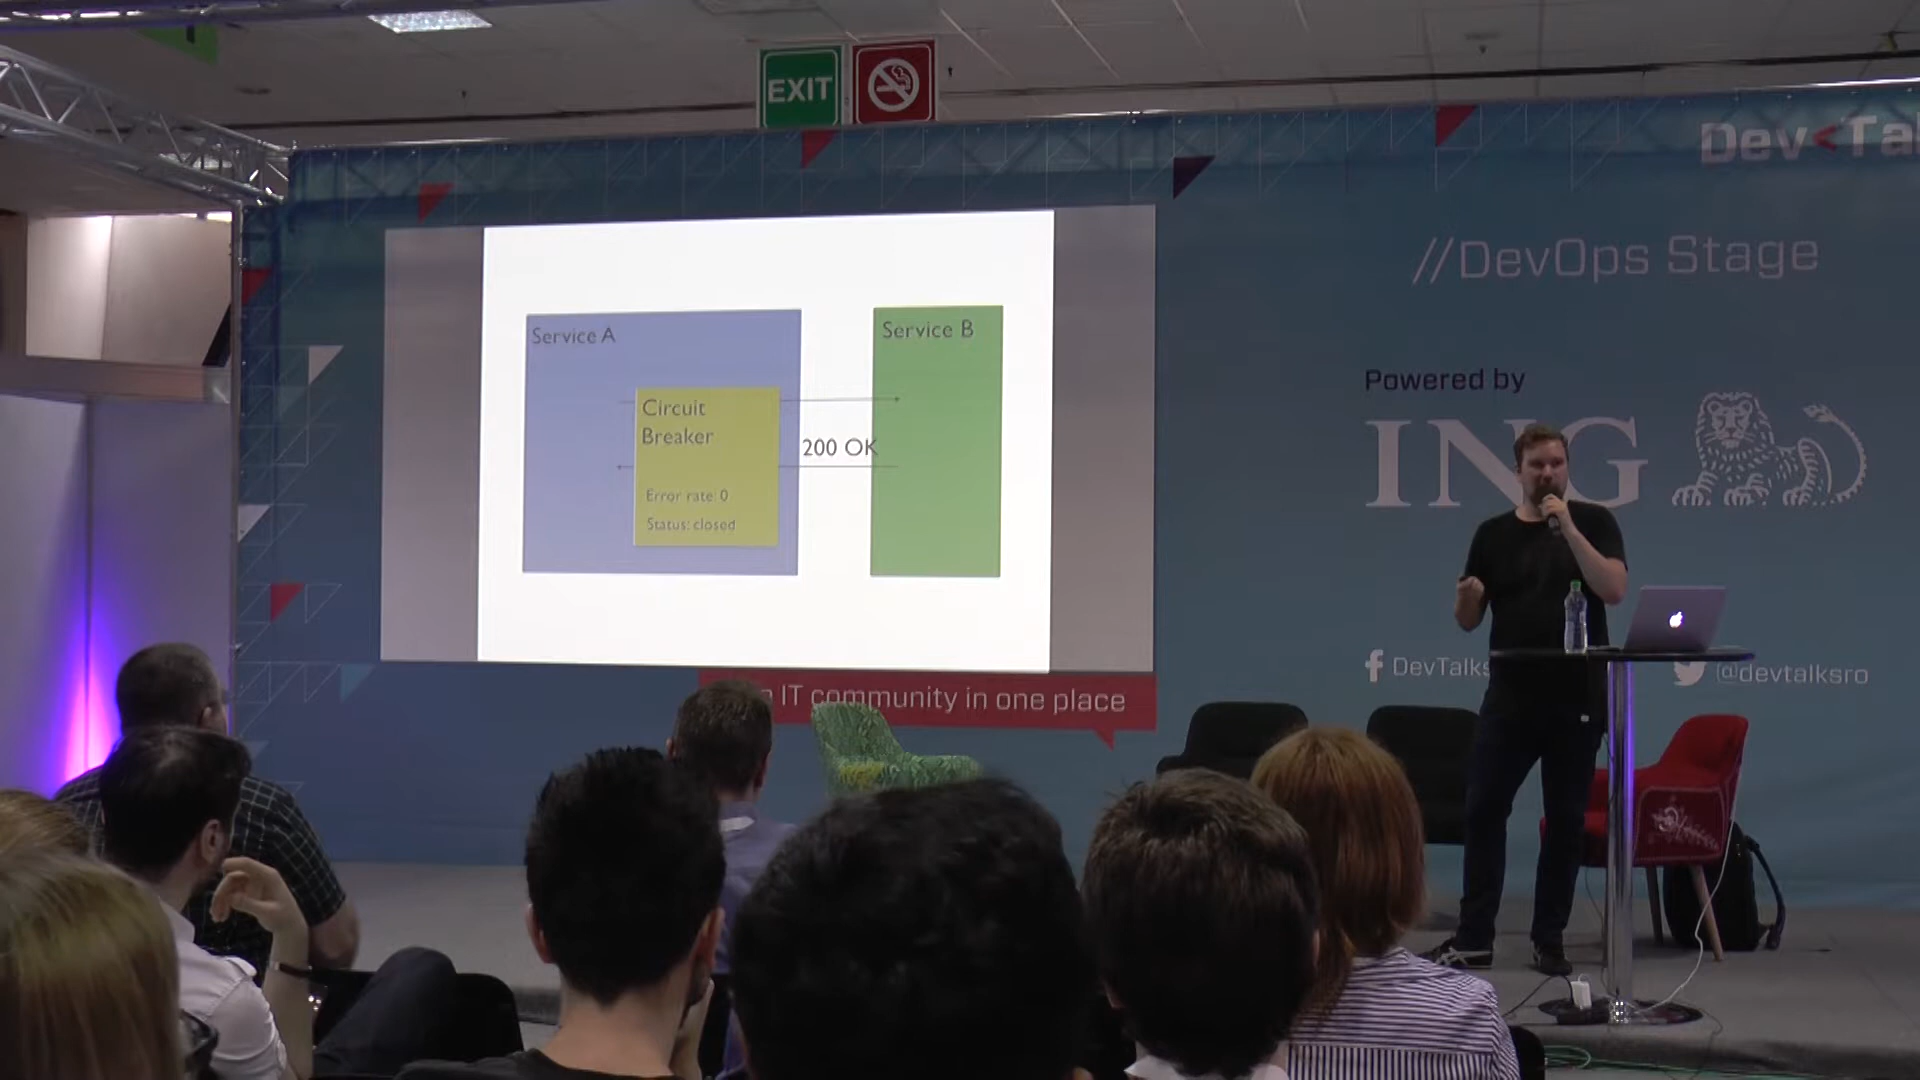 EXIT
Dev<Tal
//DevOps Stage
Service A
Service B
Circuit
Breaker
200 OK
Error rate: 0
Status: closed
Powered by
ING
DevTalks
@devtalksro
IT community in one place